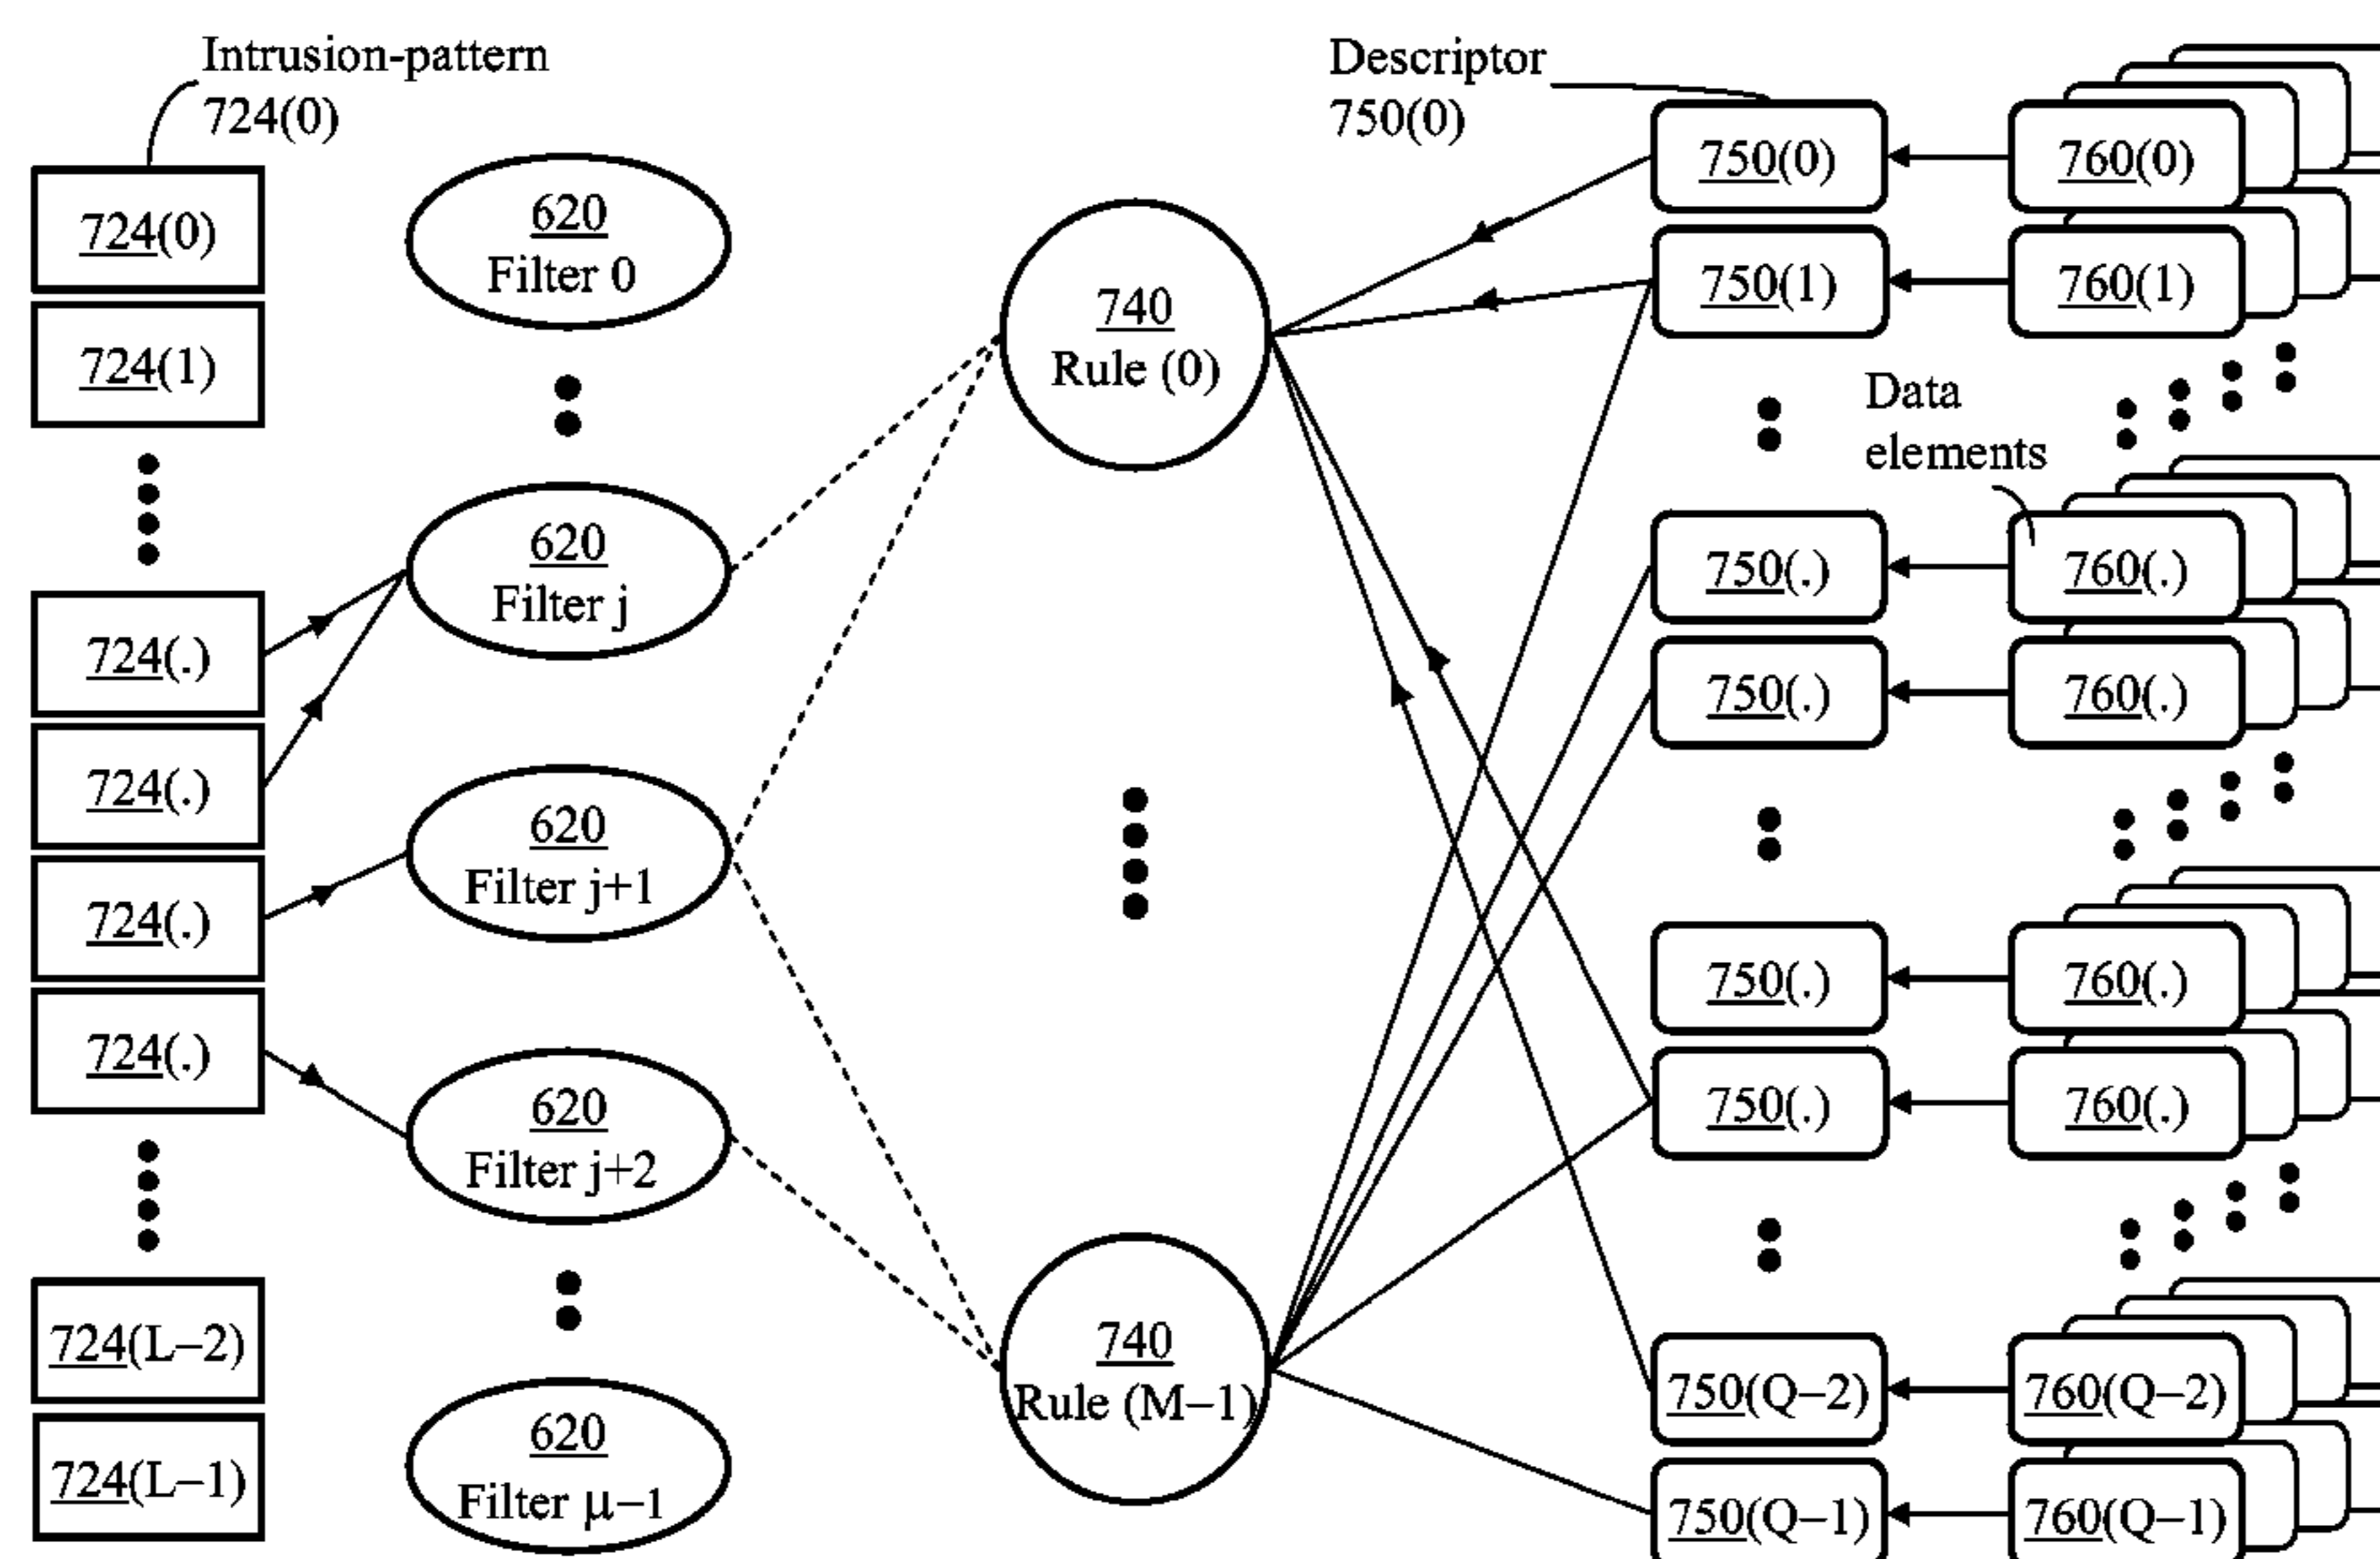 Intrusion-pattern
724(0)
724(0)
724(1)
724(.)
724(.)
724(.)
724(.)
724(L−2)
724(L−1)
620
Filter 0
620
Filter j
620
Filter j+1
620
Filter j+2
620
Filter μ−1
740
Rule (0)
740
Rule (M−1)
Descriptor
750(0)
750(0)
750(1)
750(.)
750(.)
750(.)
750(.)
750(Q−2)
750(Q−1)
Data
elements
760(0)
760(1)
760(.)
760(.)
760(.)
760(.)
760(Q−2)
760(Q−1)